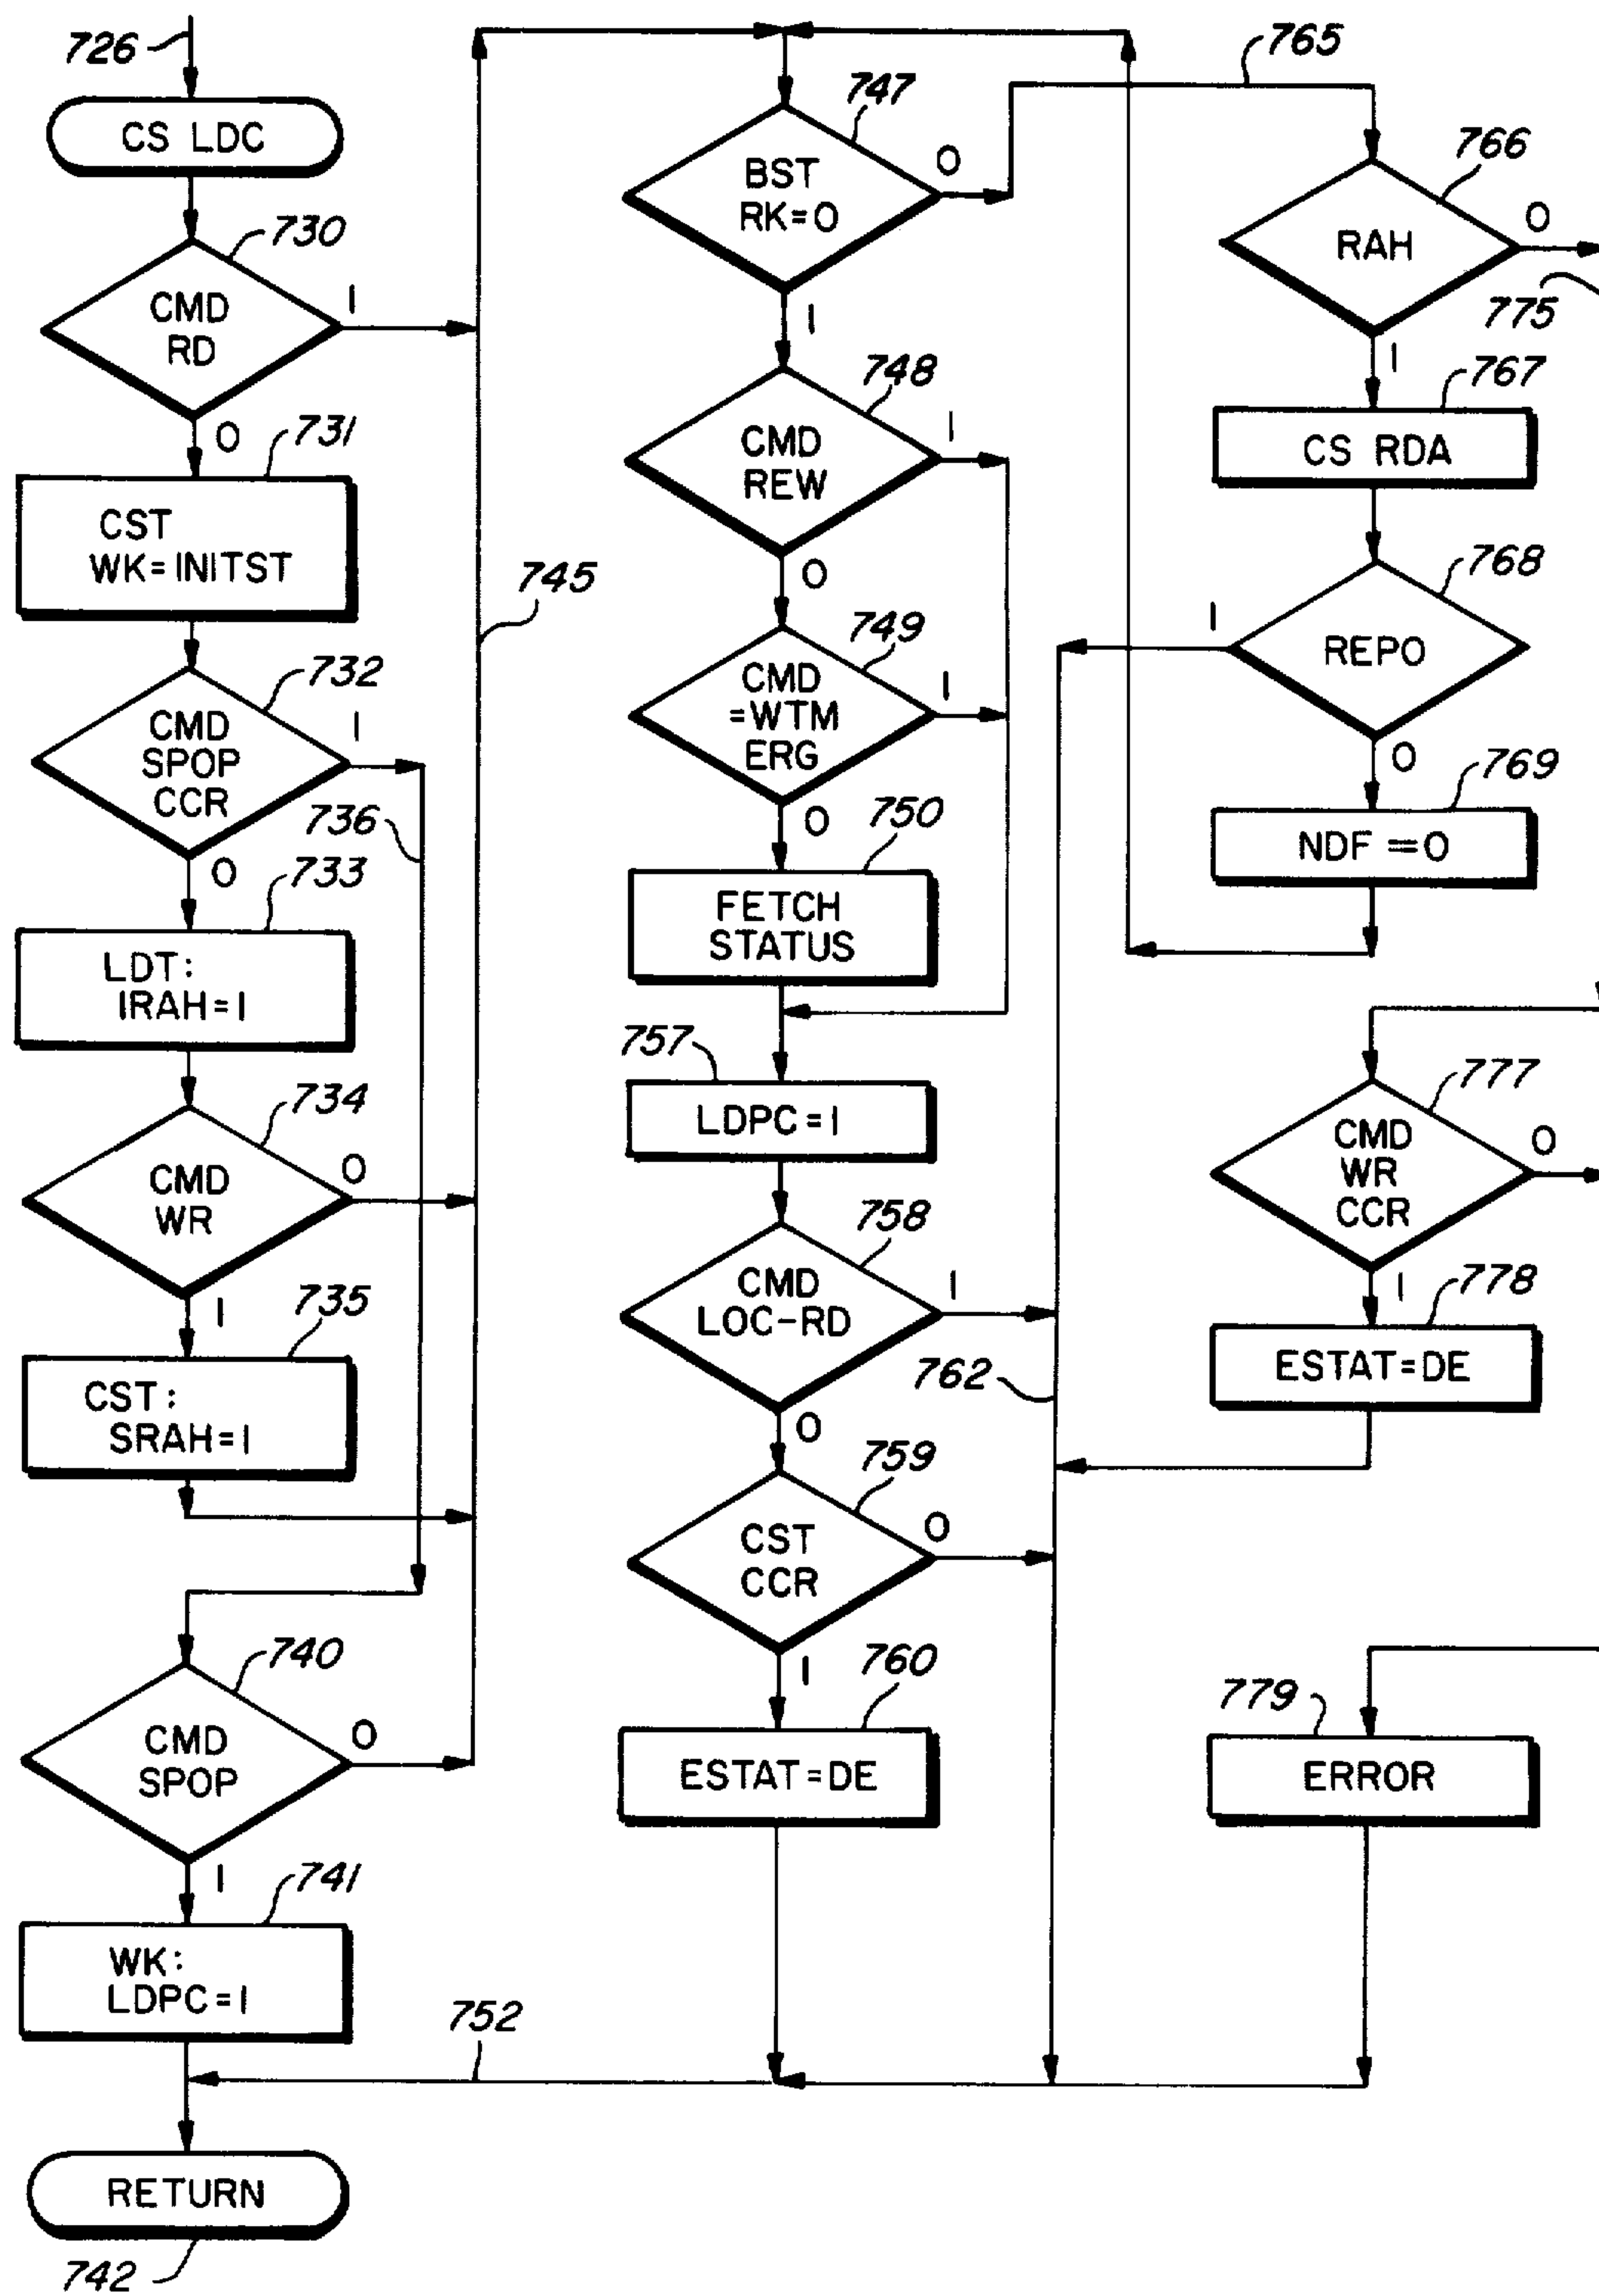 726
CS LDC
730
CMD
RD
1
0
731
CST
WK=INITST
732
CMD
SPOP
CCR
1
736
0
733
LDT:
IRAH=1
734
CMD
WR
0
1
735
CST:
SRAH=1
740
CMD
SPOP
0
1
741
WK:
LDPC=1
RETURN
742
745
747
BST
RK=0
0
1
748
CMD
REW
1
0
749
CMD
=WTM
ERG
1
0
750
FETCH
STATUS
757
LDPC=1
758
CMD
LOC-RD
1
762
0
759
CST
CCR
0
1
760
ESTAT=DE
752
765
766
RAH
0
775
1
767
CS RDA
768
REPO
1
0
769
NDF=0
777
CMD
WR
CCR
0
1
778
ESTAT=DE
779
ERROR